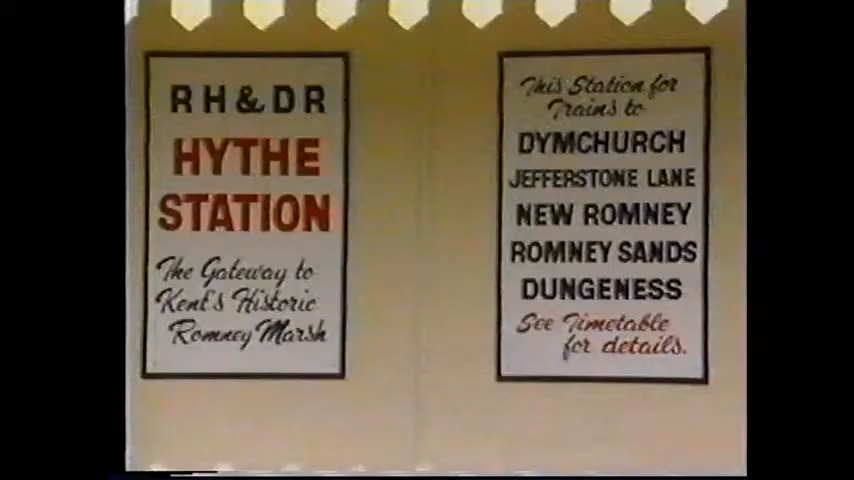 RH&DR
HYTHE
STATION
The Gateway to
Kent's Historic
Romney Marsh
This Station for
Trains to
DYMCHURCH
JEFFERSTONE LANE
NEW ROMNEY
ROMNEY SANDS
DUNGENESS
See Timetable
for details.